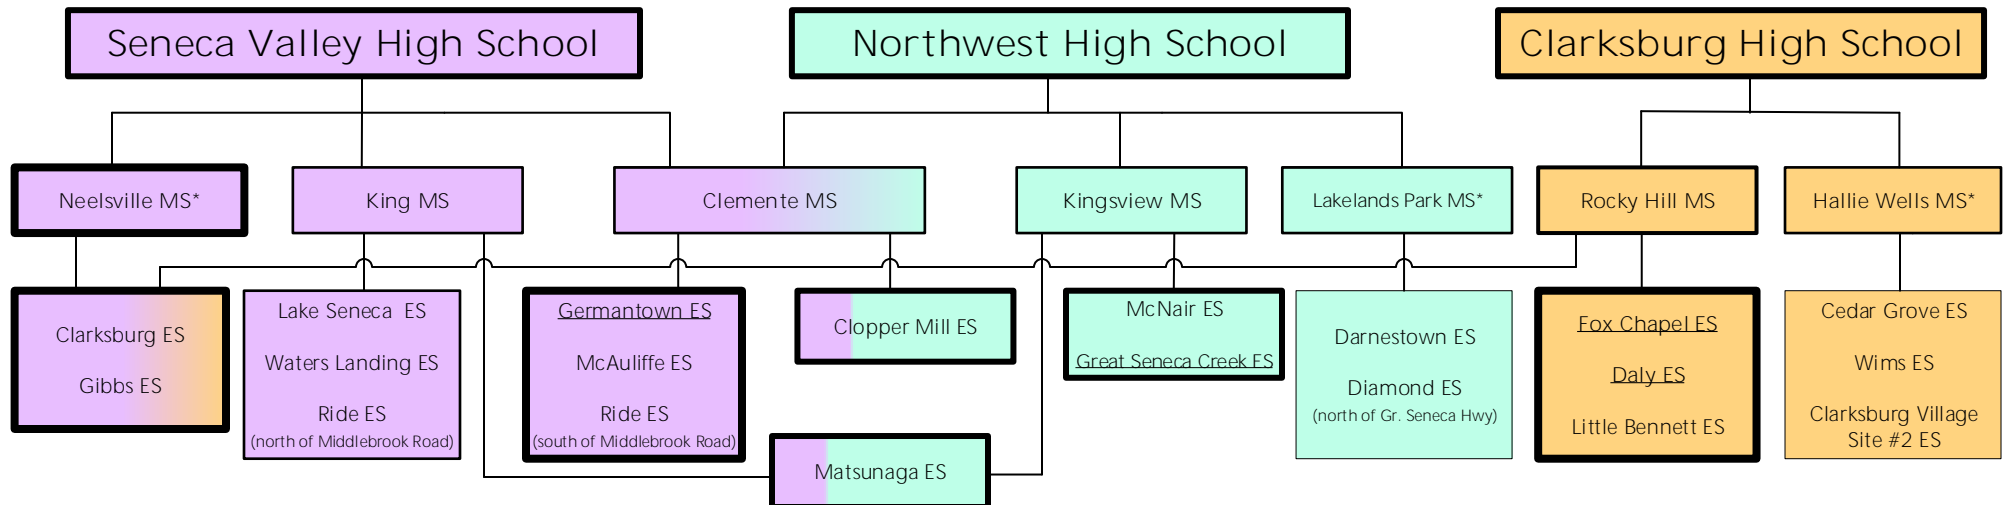 Seneca Valley High School
Northwest High School
Clarksburg High School
Neelsville MS*
King MS
Clemente MS
Kingsview MS
Lakelands Park MS*
Rocky Hill MS
Hallie Wells MS*
Clarksburg ES
Gibbs ES
Lake Seneca ES
Waters Landing ES
Ride ES
(north of Middlebrook Road)
Germantown ES
McAuliffe ES
Ride ES
(south of Middlebrook Road)
Clopper Mill ES
Matsunaga ES
McNair ES
Great Seneca Creek ES
Darnestown ES
Diamond ES
(north of Gr. Seneca Hwy)
Fox Chapel ES
Daly ES
Little Bennett ES
Cedar Grove ES
Wims ES
Clarksburg Village
Site #2 ES